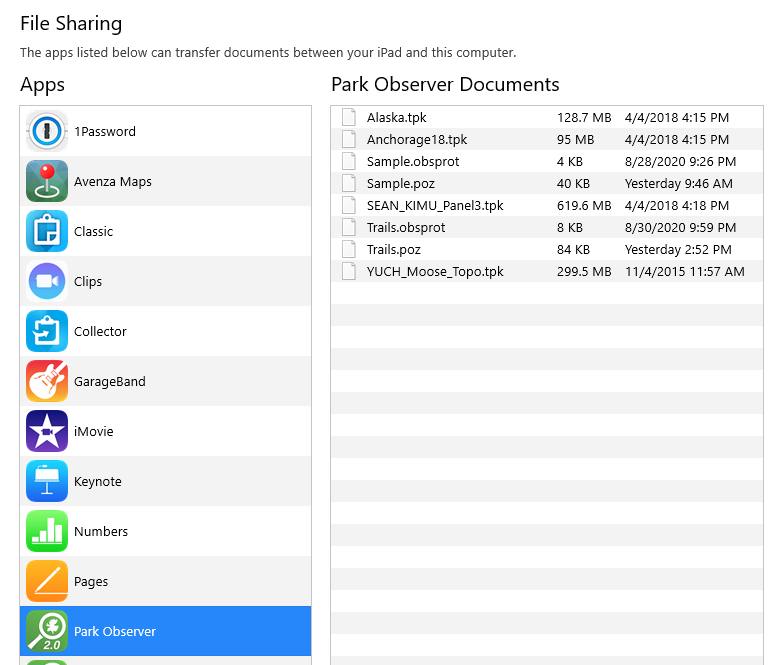 File Sharing
The apps listed below can transfer documents between your iPad and this computer.
Apps
1Password
Avenza Maps
Classic
Clips
Collector
GarageBand
iMovie
Keynote
Numbers
Pages
2.0
Park Observer
Park Observer Documents
Alaska.tpk 128.7 MB 4/4/2018 4:15 PM
Anchorage18.tpk 95 MB 4/4/2018 4:15 PM
Sample.obsprot 4 KB 8/28/2020 9:26 PM
Sample.poz 40 KB Yesterday 9:46 AM
SEAN_KIMU_Panel3.tpk 619.6 MB 4/4/2018 4:18 PM
Trails.obsprot 8 KB 8/30/2020 9:59 PM
Trails.poz 84 KB Yesterday 2:52 PM
YUCH_Moose_Topo.tpk 299.5 MB 11/4/2015 11:57 AM